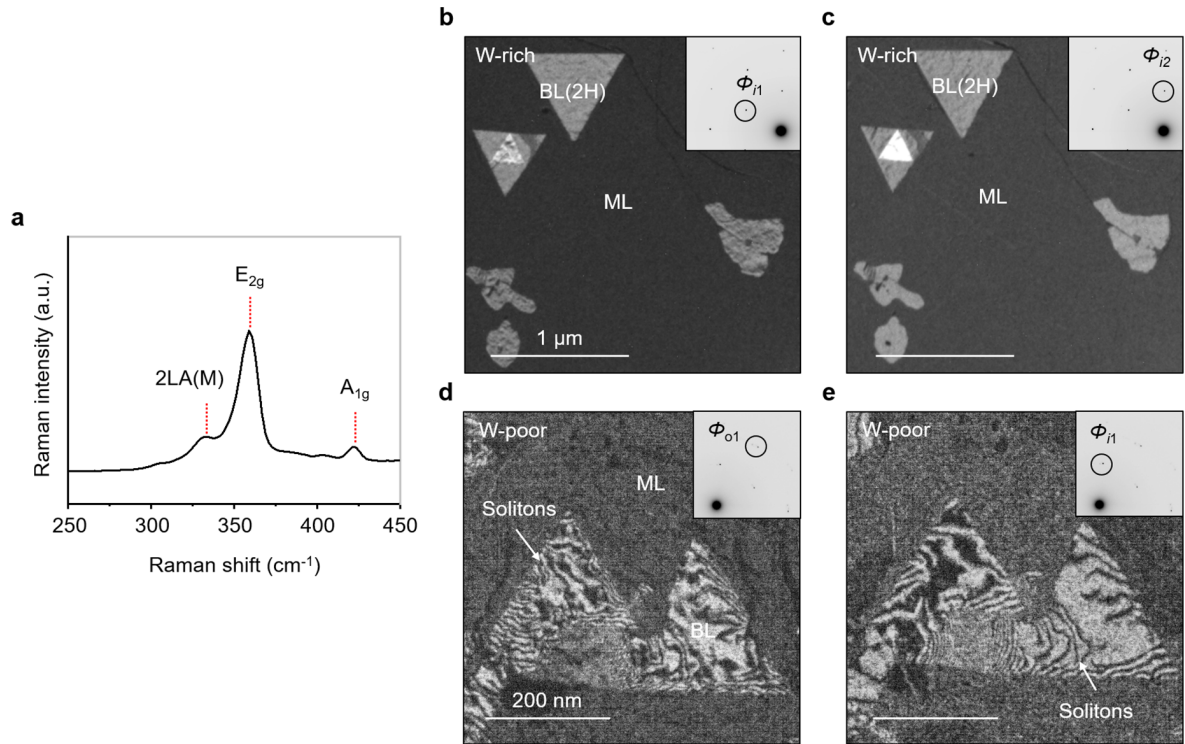 a
Raman intensity (a.u.)
2LA(M)
E2g
A1g
250 300 350 400 450
Raman shift (cm-1)
b
W-rich
BL(2H)
Φi1
ML
1 μm
c
W-rich
BL(2H)
Φi2
ML
d
W-poor
Φo1
ML
Solitons
BL
200 nm
e
W-poor
Φi1
Solitons